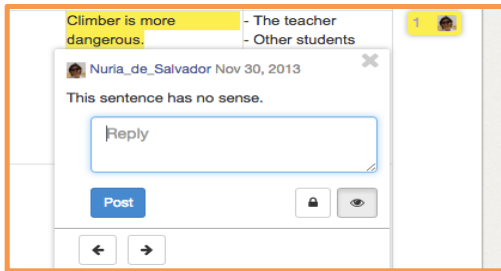 Climber is more
dangerous.
- The teacher
- Other students
1
Nuria_de_Salvador Nov 30, 2013
This sentence has no sense.
Reply
Post